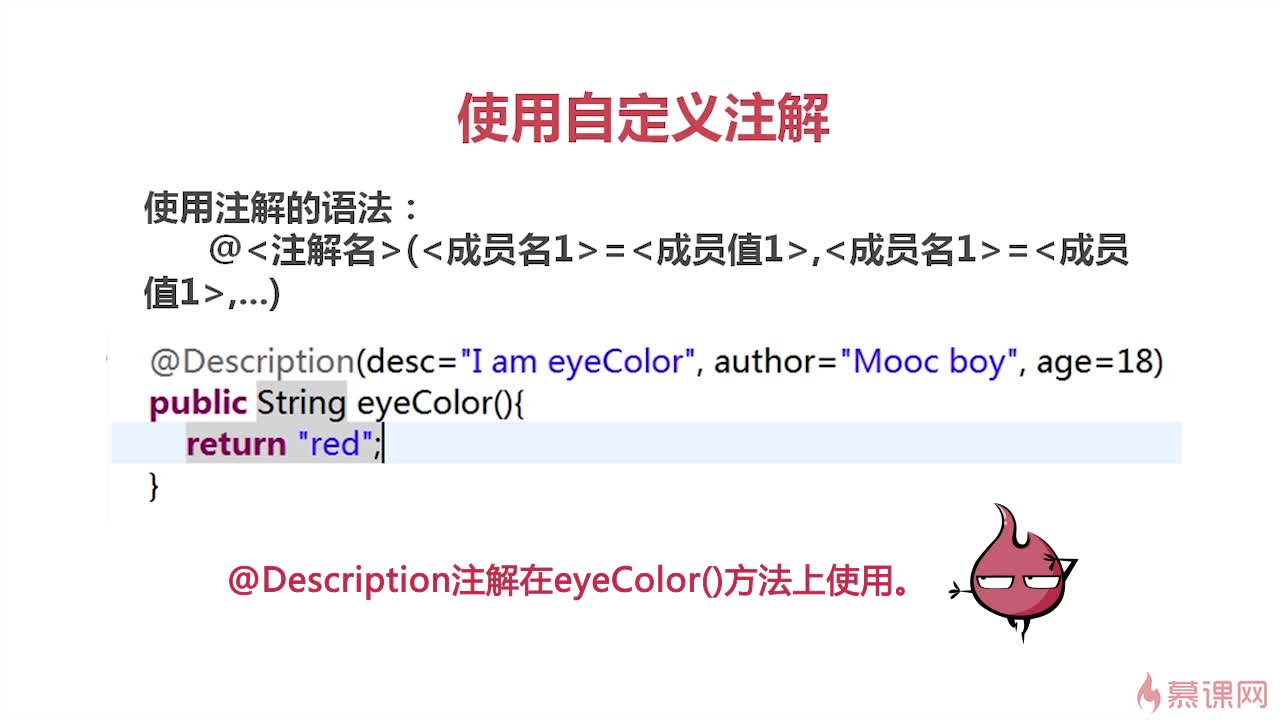 使用自定义注解
使用注解的语法：
@<注解名>(<成员名1>=<成员值1>,<成员名1>=<成员
值1>,...)
@Description(desc="I am eyeColor", author="Mooc boy", age=18)
public String eyeColor(){
return "red";
}
@Description注解在eyeColor()方法上使用。
慕课网